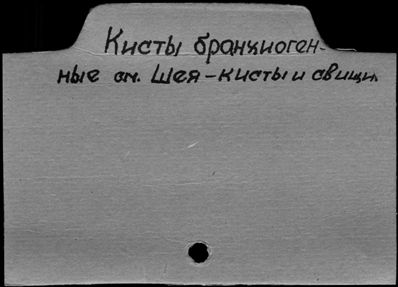 Кисты бранхиоген-
ные см. Шея-кисты и свищи.